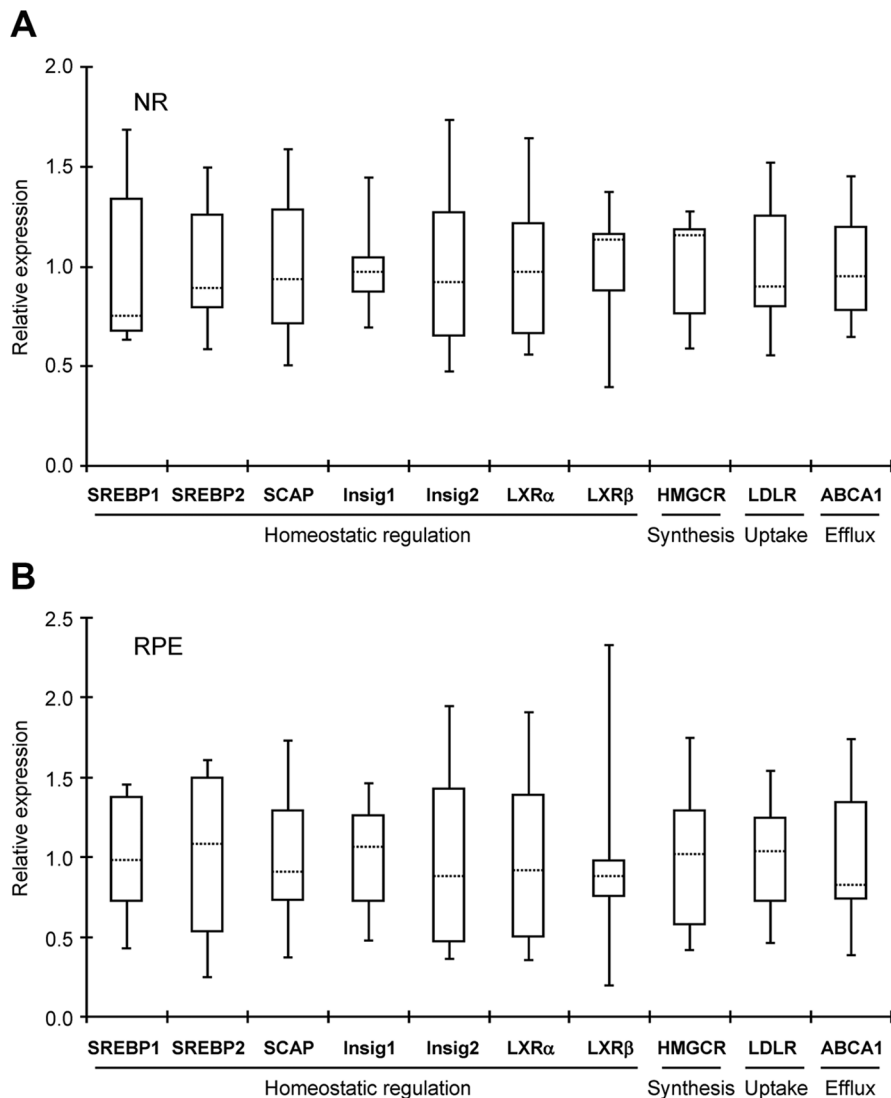 A
2.0
NR
1.5
1.0
0.5
0.0
Relative expression
SREBP1 SREBP2 SCAP Insig1 Insig2 LXRα LXRβ HMGCR LDLR ABCA1
Homeostatic regulation Synthesis Uptake Efflux
B
2.5
RPE
2.0
1.5
1.0
0.5
0.0
Relative expression
SREBP1 SREBP2 SCAP Insig1 Insig2 LXRα LXRβ HMGCR LDLR ABCA1
Homeostatic regulation Synthesis Uptake Efflux